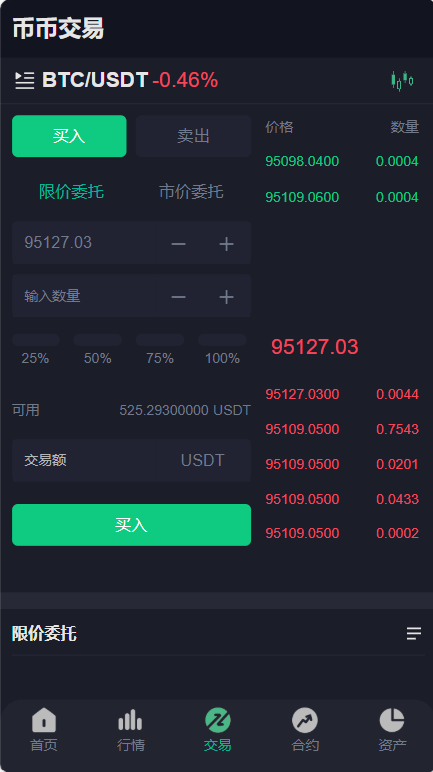 币币交易
BTC/USDT -0.46%
买入 卖出
限价委托 市价委托
95127.03 — +
输入数量 — +
25% 50% 75% 100%
可用 525.29300000 USDT
交易额 USDT
买入
价格 数量
95098.0400 0.0004
95109.0600 0.0004
95127.03
95127.0300 0.0044
95109.0500 0.7543
95109.0500 0.0201
95109.0500 0.0433
95109.0500 0.0002
限价委托
首页 行情 交易 合约 资产